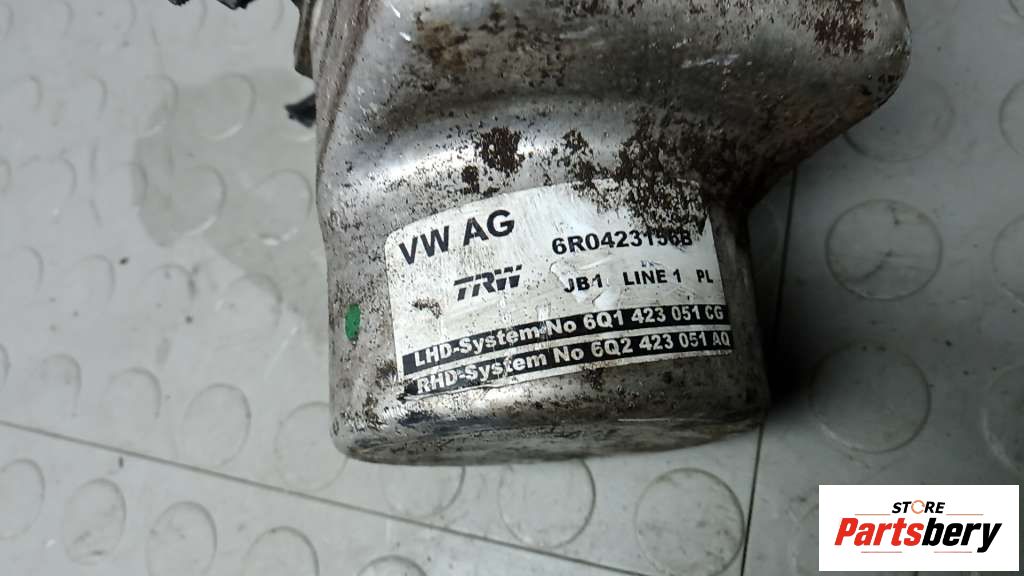 VW AG 6R0423156B
TRW JB1 LINE 1 PL
LHD-System No 6Q1 423 051 CG
RHD-System No 6Q2 423 051 AQ
STORE
Partsbery